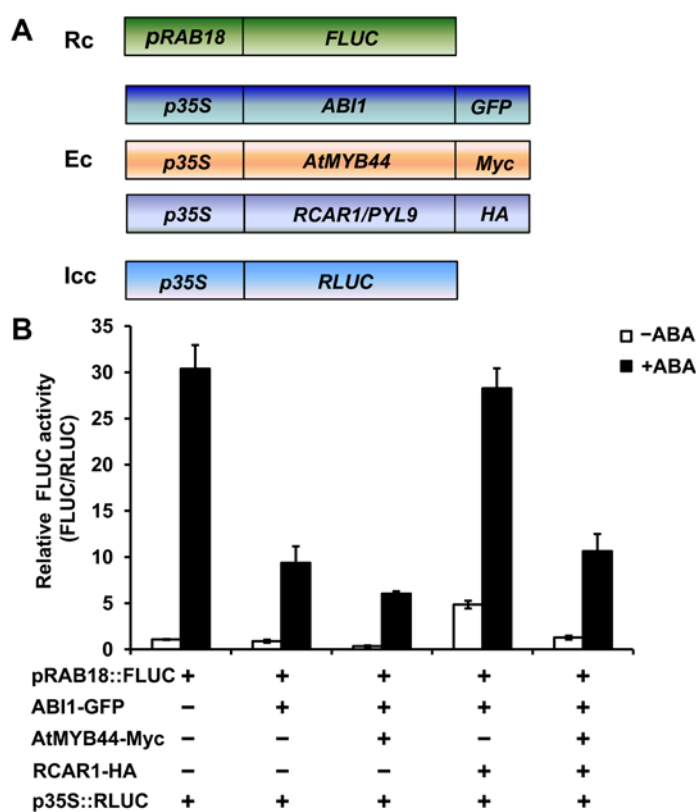 A
Rc pRAB18 FLUC
p35S ABI1 GFP
Ec p35S AtMYB44 Myc
p35S RCAR1/PYL9 HA
Icc p35S RLUC
B
−ABA
+ABA
Relative FLUC activity
(FLUC/RLUC)
35
30
25
20
15
10
5
0
pRAB18::FLUC + + + + +
ABI1-GFP − + + + +
AtMYB44-Myc − − + − +
RCAR1-HA − − − + +
p35S::RLUC + + + + +